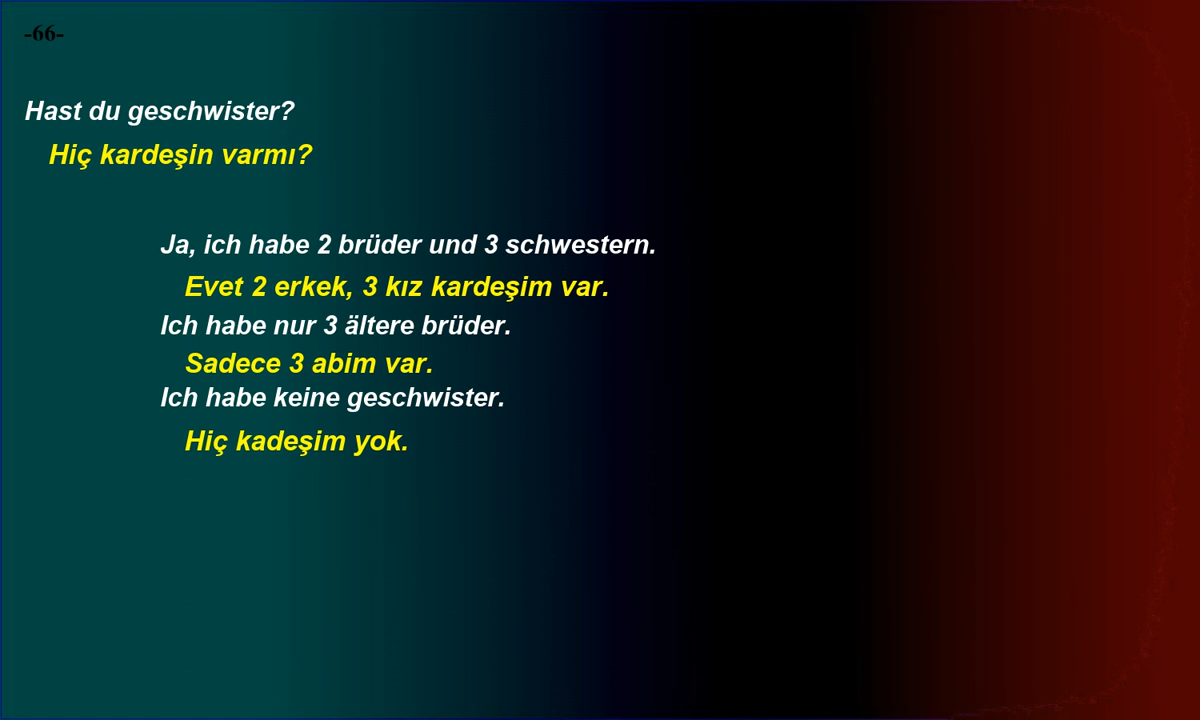 -66-
Hast du geschwister?
Hiç kardeşin varmı?
Ja, ich habe 2 brüder und 3 schwestern.
Evet 2 erkek, 3 kız kardeşim var.
Ich habe nur 3 ältere brüder.
Sadece 3 abim var.
Ich habe keine geschwister.
Hiç kadeşim yok.